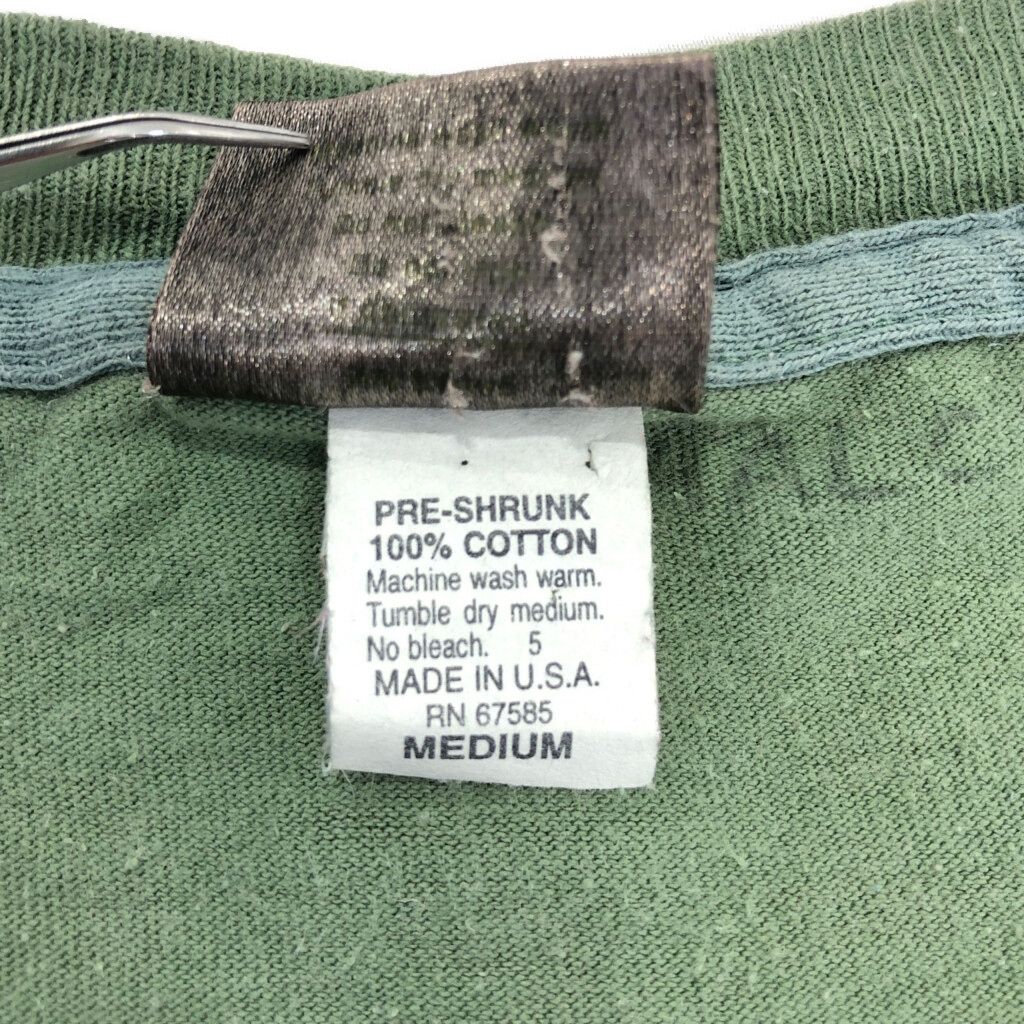 PRE-SHRUNK
100% COTTON
Machine wash warm.
Tumble dry medium.
No bleach. 5
MADE IN U.S.A.
RN 67585
MEDIUM